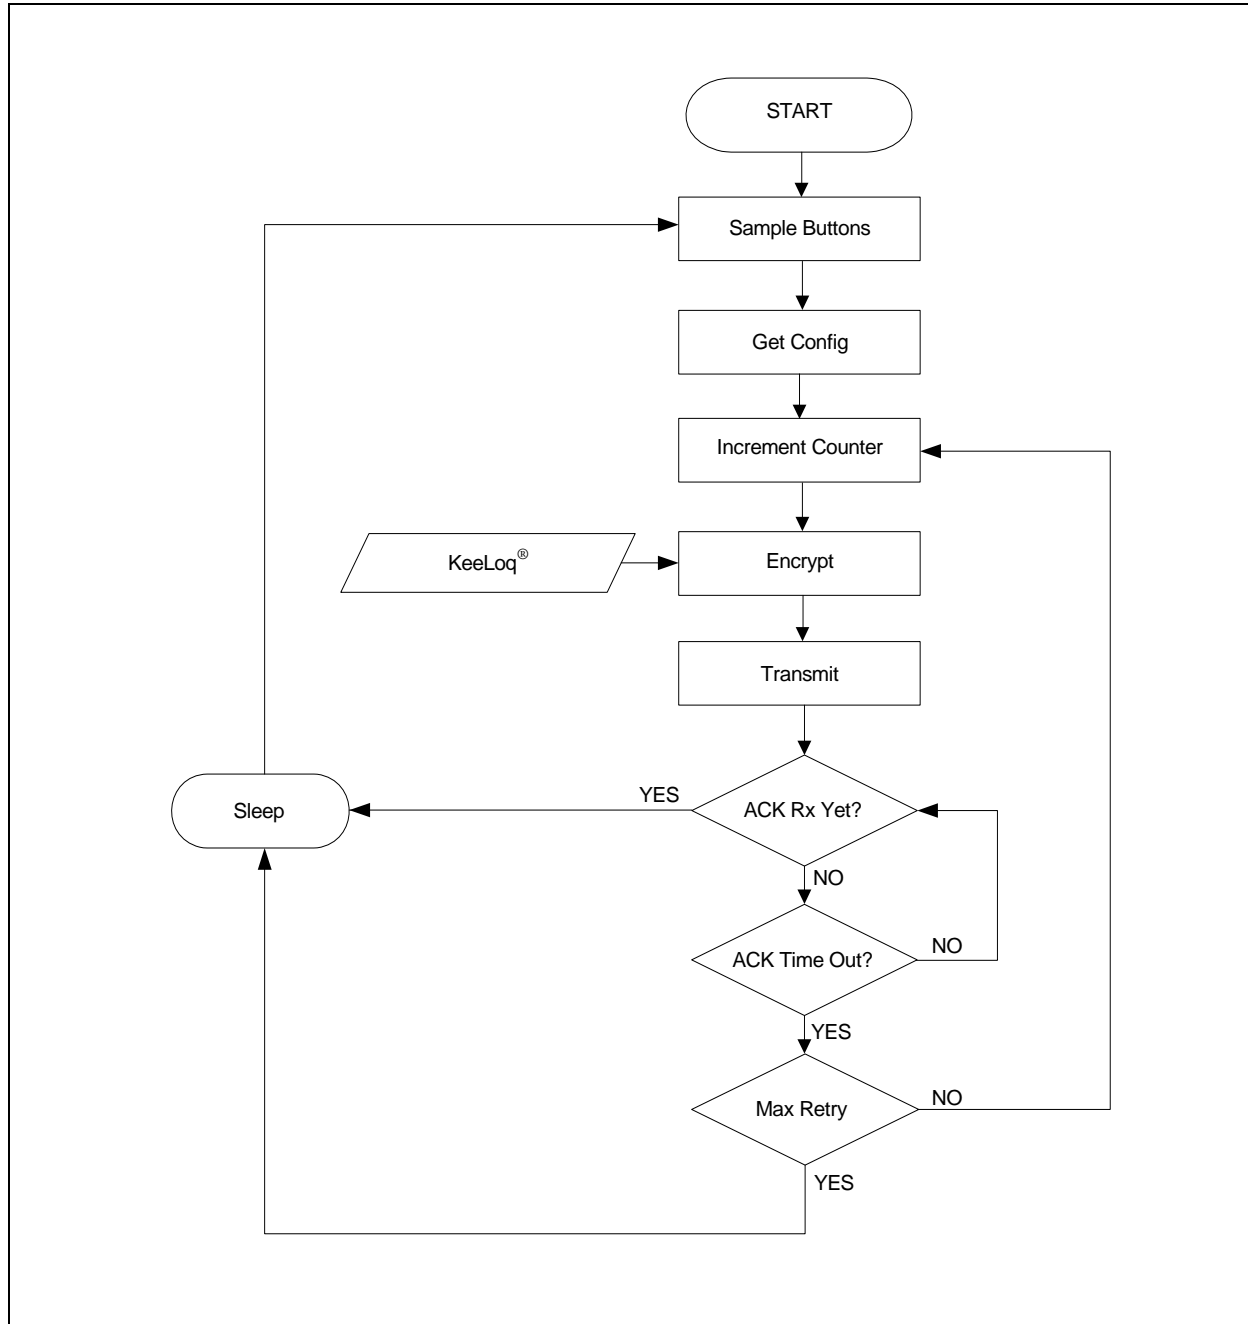 START
Sample Buttons
Get Config
Increment Counter
KeeLoq®
Encrypt
Transmit
YES
ACK Rx Yet?
Sleep
NO
ACK Time Out?
NO
YES
Max Retry
NO
YES